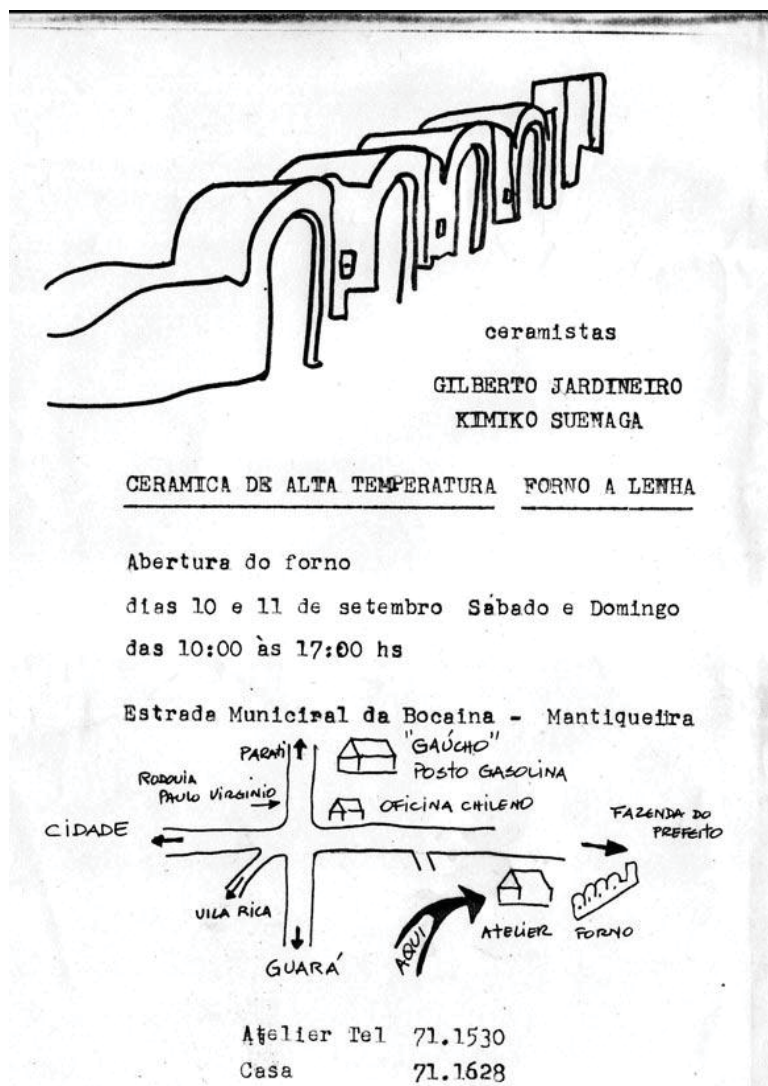 ceramistas
GILBERTO JARDINEIRO
KIMIKO SUENAGA
CERAMICA DE ALTA TEMPERATURA FORNO A LENHA
Abertura do forno
dias 10 e 11 de setembro Sábado e Domingo
das 10:00 às 17:00 hs
Estrada Municipal da Bocaina - Mantiqueira
PARATI
"GAÚCHO"
POSTO GASOLINA
RODOVIA
PAULO VIRGINIO
OFICINA CHILENO
CIDADE
FAZENDA DO
PREFEITO
VILA RICA
AQUI
ATELIER FORNO
GUARÁ
Atelier Tel 71.1530
Casa 71.1628